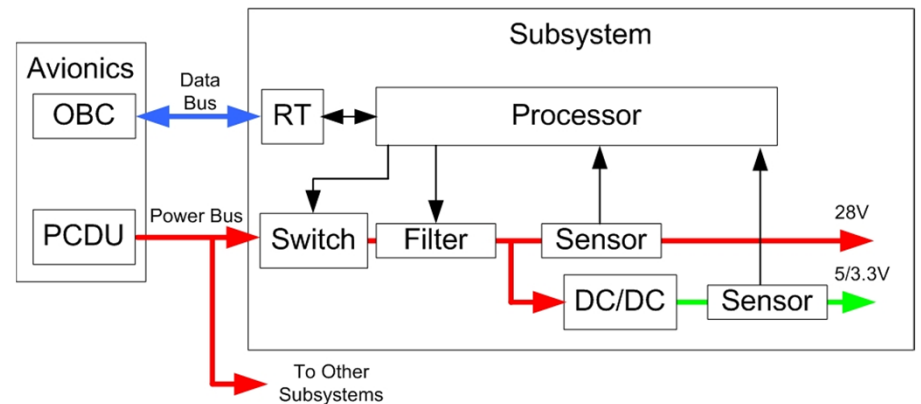 Subsystem
Avionics
Data
Bus
OBC
RT
Processor
Power Bus
28V
PCDU
Switch
Filter
Sensor
5/3.3V
DC/DC
Sensor
To Other
Subsystems